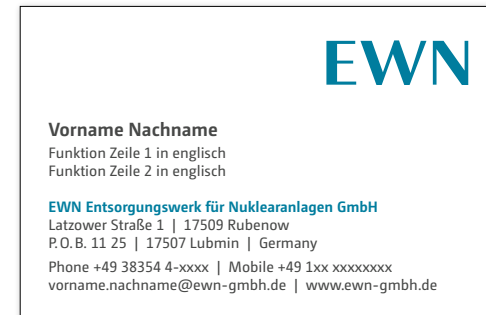 EWN
Vorname Nachname
Funktion Zeile 1 in englisch
Funktion Zeile 2 in englisch
EWN Entsorgungswerk für Nuklearanlagen GmbH
Latzower Straße 1 | 17509 Rubenow
P. O. B. 11 25 | 17507 Lubmin | Germany
Phone +49 38354 4-xxxx | Mobile +49 1xx xxxxxxxx
vorname.nachname@ewn-gmbh.de | www.ewn-gmbh.de